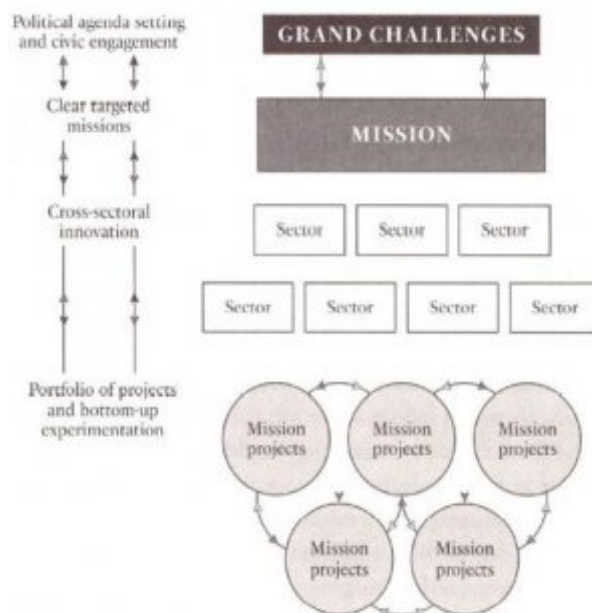 Political agenda setting
and civic engagement
GRAND CHALLENGES
Clear targeted
missions
MISSION
Cross-sectoral
innovation
Sector
Sector
Sector
Sector
Sector
Sector
Sector
Portfolio of projects
and bottom-up
experimentation
Mission
projects
Mission
projects
Mission
projects
Mission
projects
Mission
projects